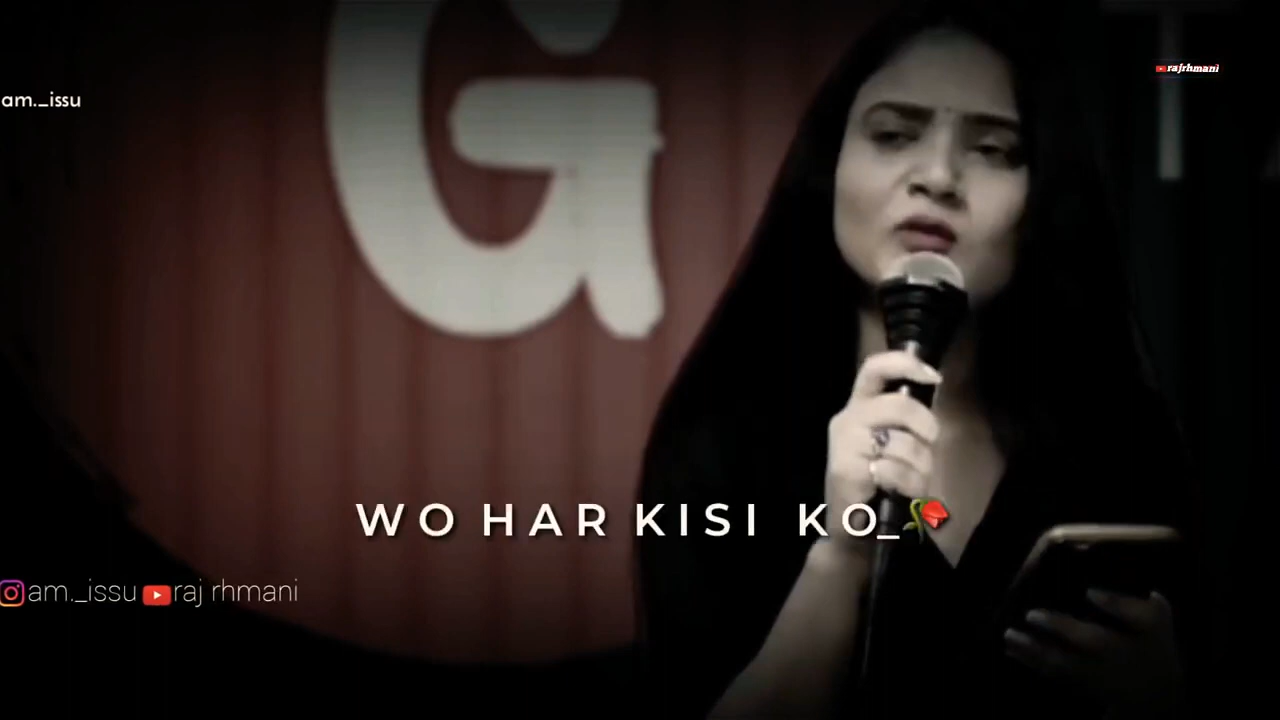 rajrhmani
am._issu
G
T
WO HAR KISI KO_🥀
am._issu raj rhmani